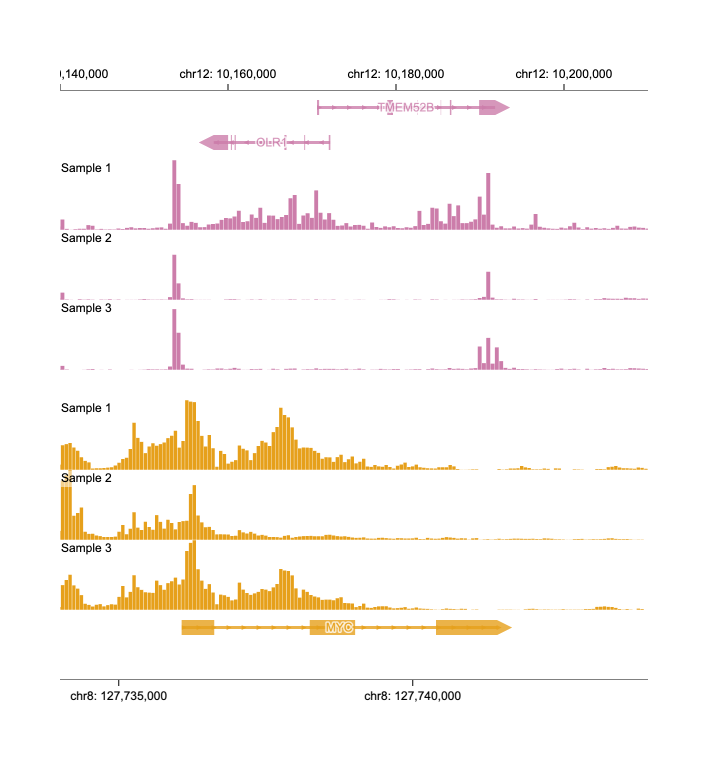 ),140,000 chr12: 10,160,000 chr12: 10,180,000 chr12: 10,200,000
TMEM52B
OLR1
Sample 1
Sample 2
Sample 3
Sample 1
Sample 2
Sample 3
MYC
chr8: 127,735,000 chr8: 127,740,000